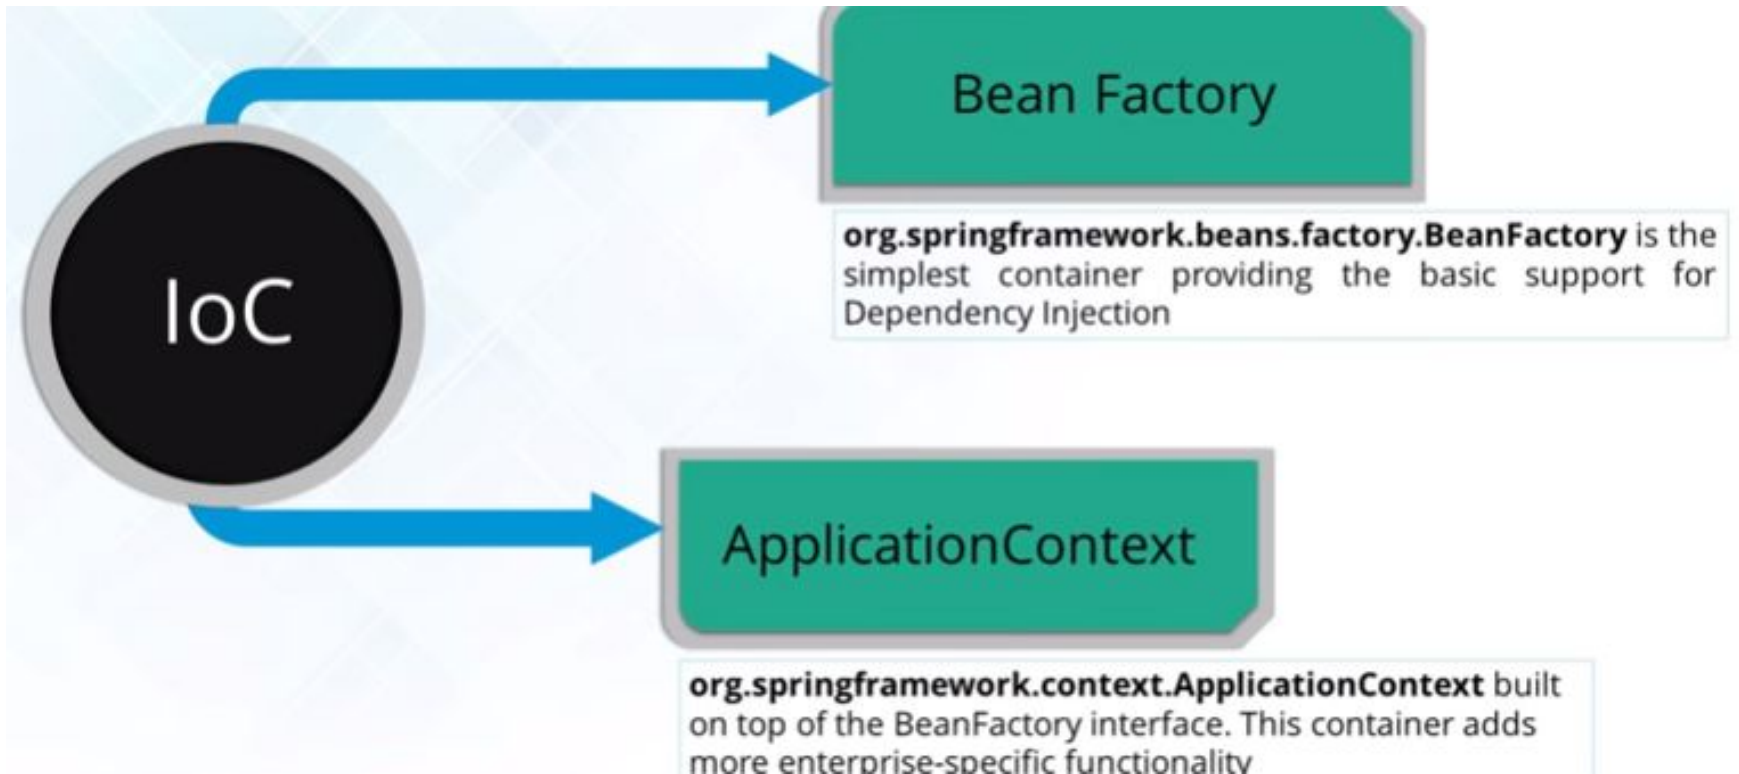 Bean Factory
org.springframework.beans.factory.BeanFactory is the
simplest container providing the basic support for
Dependency Injection
IoC
ApplicationContext
org.springframework.context.ApplicationContext built
on top of the BeanFactory interface. This container adds
more enterprise-specific functionality